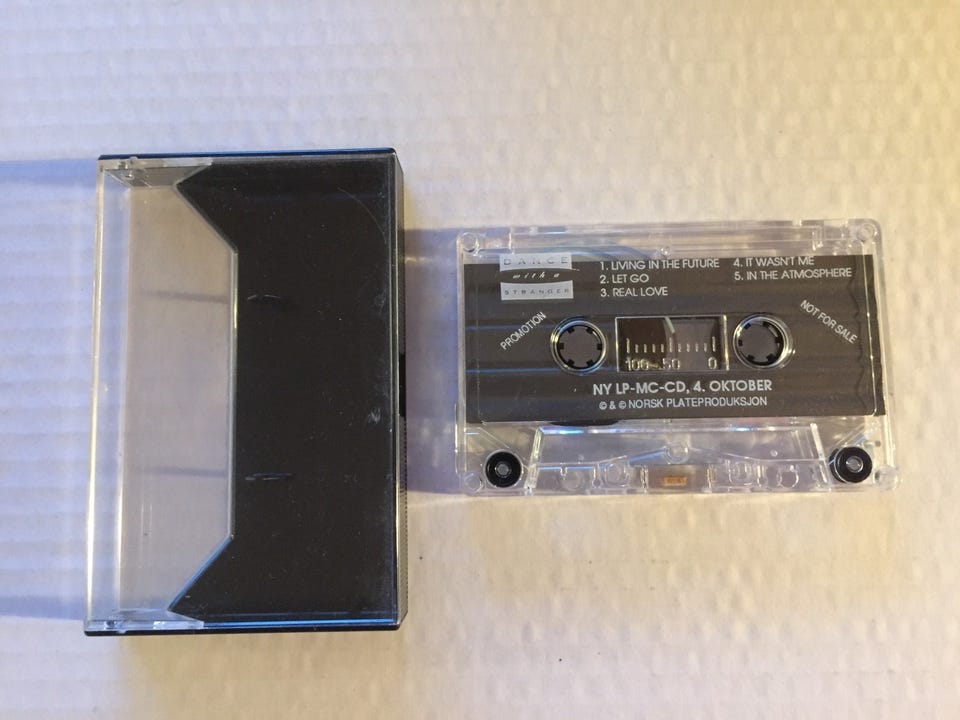 DANCE
with a
STRANGER
1. LIVING IN THE FUTURE
2. LET GO
3. REAL LOVE
4. IT WASN'T ME
5. IN THE ATMOSPHERE
PROMOTION
NOT FOR SALE
100 50 0
NY LP-MC-CD, 4. OKTOBER
© & © NORSK PLATEPRODUKSJON